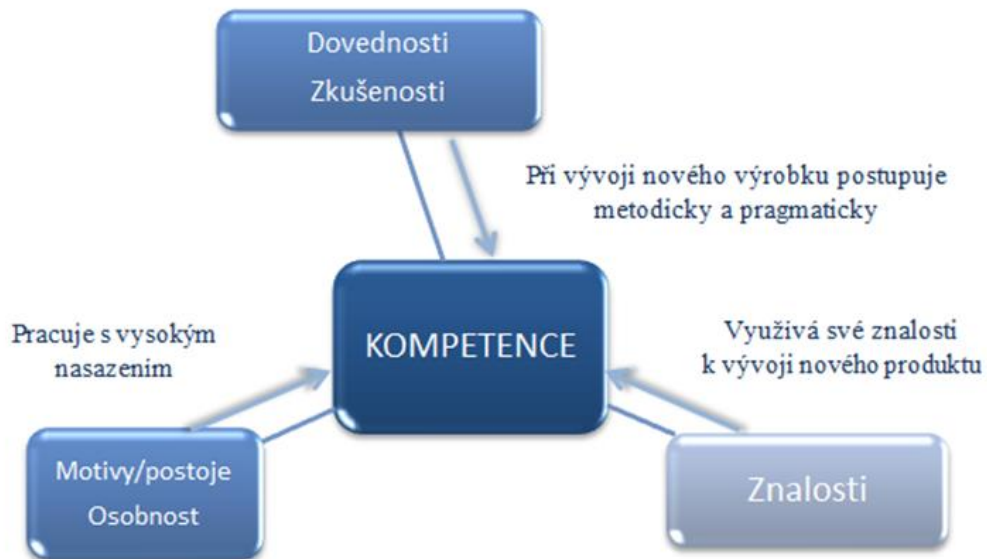 Dovednosti
Zkušenosti
Při vývoji nového výrobku postupuje
metodicky a pragmaticky
KOMPETENCE
Pracuje s vysokým
nasazením
Využívá své znalosti
k vývoji nového produktu
Motivy/postoje
Osobnost
Znalosti